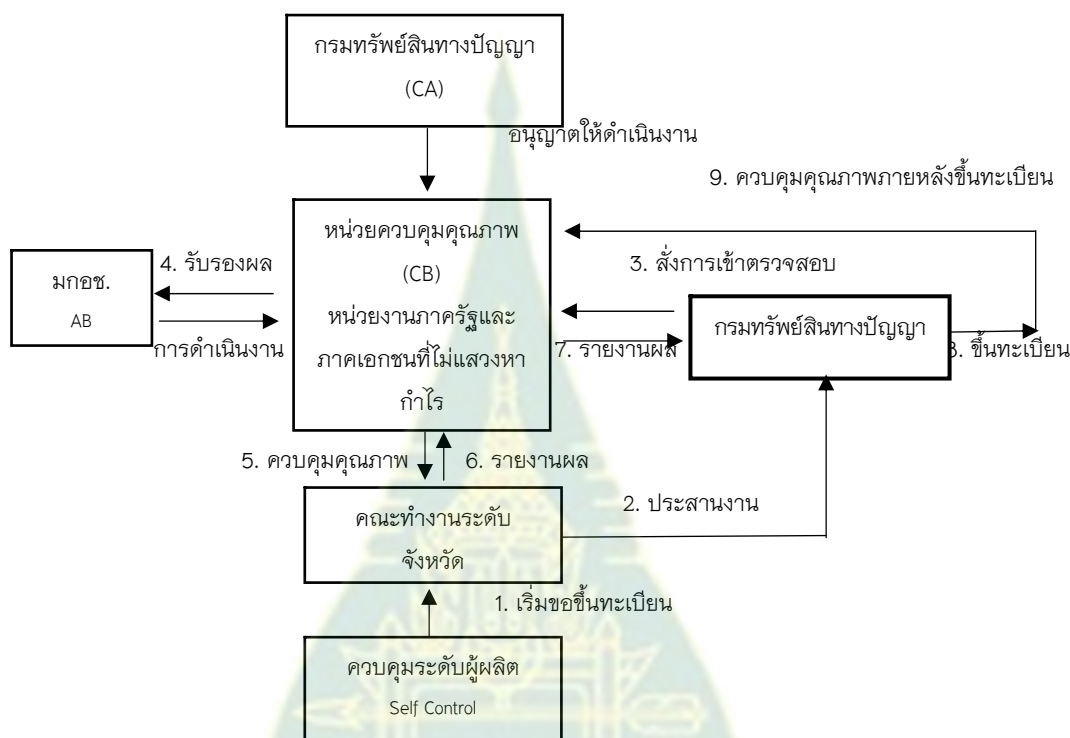 กรมทรัพย์สินทางปัญญา
(CA)
อนุญาตให้ดำเนินงาน
9. ควบคุมคุณภาพภายหลังขึ้นทะเบียน
หน่วยควบคุมคุณภาพ
(CB)
หน่วยงานภาครัฐและ
ภาคเอกชนที่ไม่แสวงหา
กำไร
4. รับรองผล
3. สั่งการเข้าตรวจสอบ
มกอช.
AB
การดำเนินงาน
กรมทรัพย์สินทางปัญญา
7. รายงานผล
8. ขึ้นทะเบียน
5. ควบคุมคุณภาพ
6. รายงานผล
2. ประสานงาน
คณะทำงานระดับ
จังหวัด
1. เริ่มขอขึ้นทะเบียน
ควบคุมระดับผู้ผลิต
Self Control